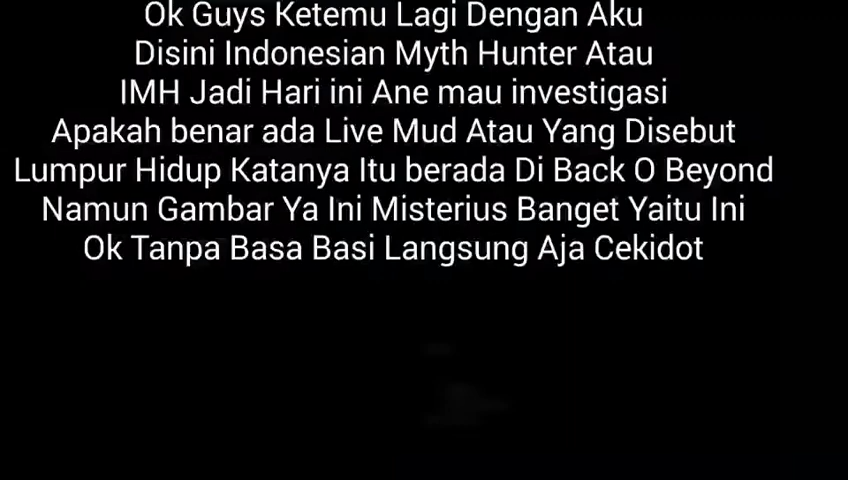 Ok Guys Ketemu Lagi Dengan Aku
Disini Indonesian Myth Hunter Atau
IMH Jadi Hari ini Ane mau investigasi
Apakah benar ada Live Mud Atau Yang Disebut
Lumpur Hidup Katanya Itu berada Di Back O Beyond
Namun Gambar Ya Ini Misterius Banget Yaitu Ini
Ok Tanpa Basa Basi Langsung Aja Cekidot